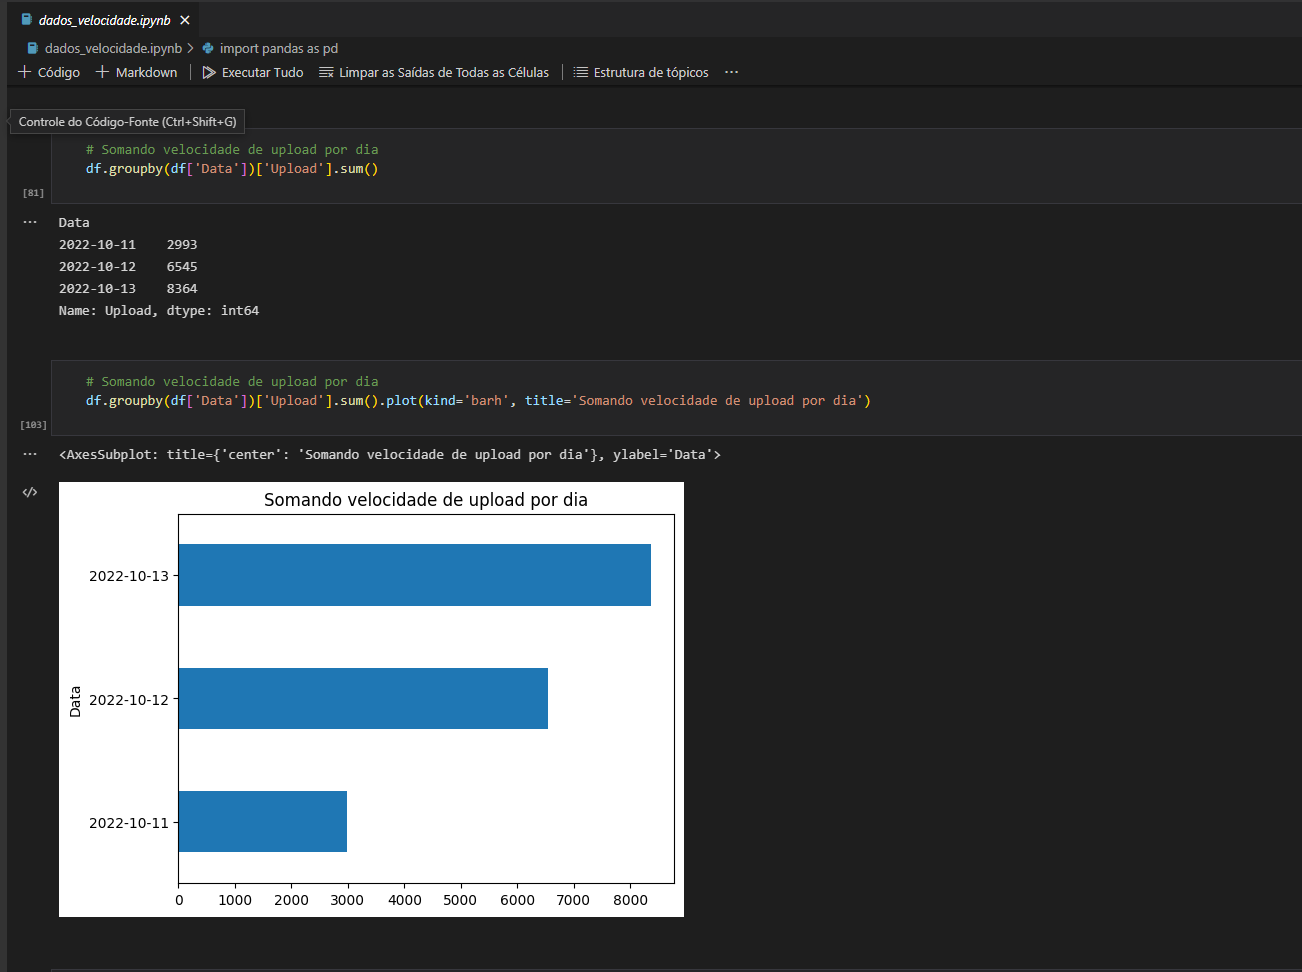 dados_velocidade.ipynb ×
dados_velocidade.ipynb > import pandas as pd
+ Código + Markdown | Executar Tudo Limpar as Saídas de Todas as Células | Estrutura de tópicos ...
Controle do Código-Fonte (Ctrl+Shift+G)
# Somando velocidade de upload por dia
df.groupby(df['Data'])['Upload'].sum()
[81]
... Data
2022-10-11    2993
2022-10-12    6545
2022-10-13    8364
Name: Upload, dtype: int64
# Somando velocidade de upload por dia
df.groupby(df['Data'])['Upload'].sum().plot(kind='barh', title='Somando velocidade de upload por dia')
[103]
... <AxesSubplot: title={'center': 'Somando velocidade de upload por dia'}, ylabel='Data'>
</>
Somando velocidade de upload por dia
2022-10-13
2022-10-12
Data
2022-10-11
0 1000 2000 3000 4000 5000 6000 7000 8000